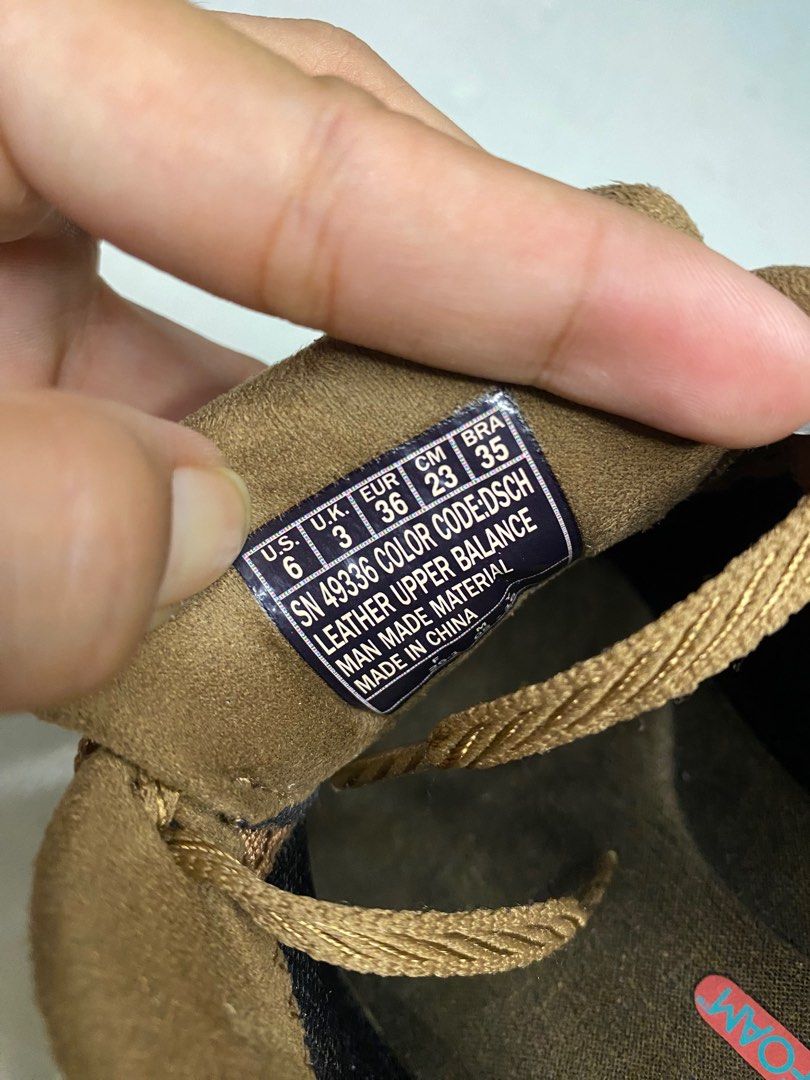 U.S. U.K. EUR CM BRA
6 3 36 23 35
SN 49336 COLOR CODE:DSCH
LEATHER UPPER BALANCE
MAN MADE MATERIAL
MADE IN CHINA
OAM